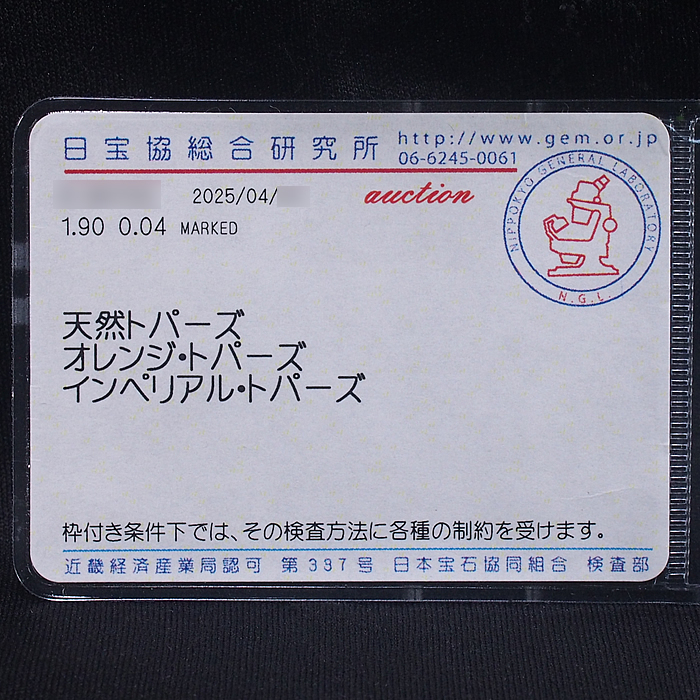 日宝協総合研究所
http://www.gem.or.jp
06-6245-0061
2025/04/
auction
1.90 0.04 MARKED
NIPPOKYO GENERAL LABORATORY
N.G.L.
天然トパーズ
オレンジ・トパーズ
インペリアル・トパーズ
枠付き条件下では、その検査方法に各種の制約を受けます。
近畿経済産業局認可 第397号 日本宝石協同組合 検査部